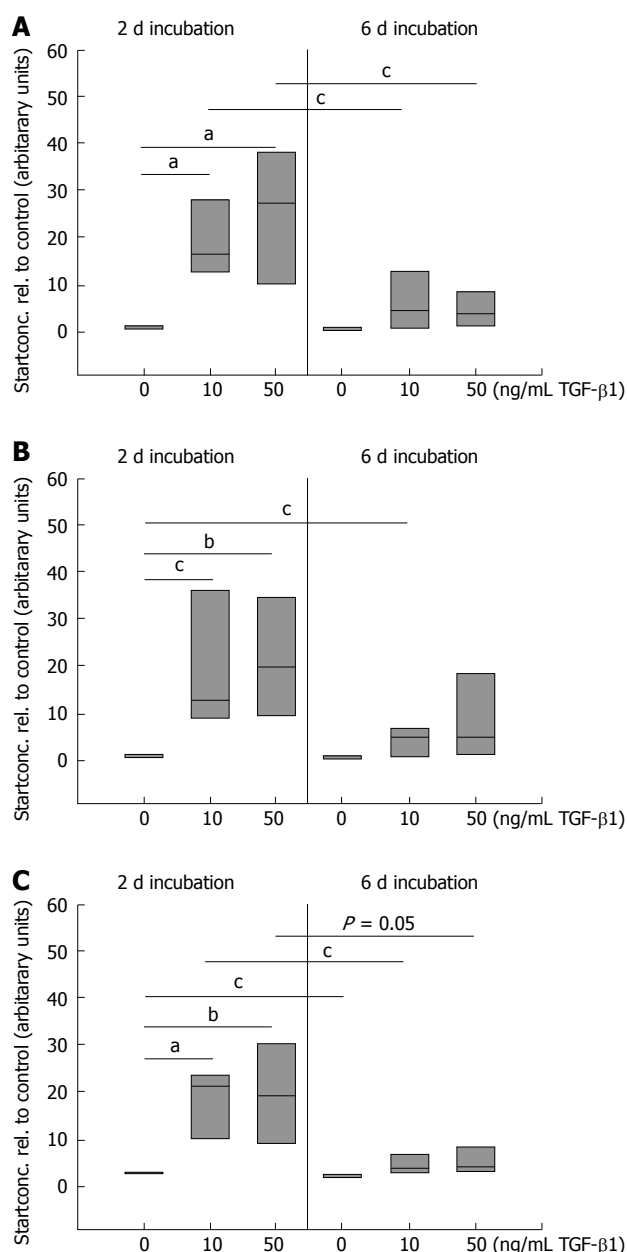 A
2 d incubation 6 d incubation
Startconc. rel. to control (arbitarary units)
60
50
40
30
20
10
0
c
c
a
a
0 10 50 0 10 50 (ng/mL TGF-β1)
B
2 d incubation 6 d incubation
Startconc. rel. to control (arbitarary units)
60
50
40
30
20
10
0
c
b
c
0 10 50 0 10 50 (ng/mL TGF-β1)
C
2 d incubation 6 d incubation
Startconc. rel. to control (arbitarary units)
60
50
40
30
20
10
0
P = 0.05
c
c
b
a
0 10 50 0 10 50 (ng/mL TGF-β1)